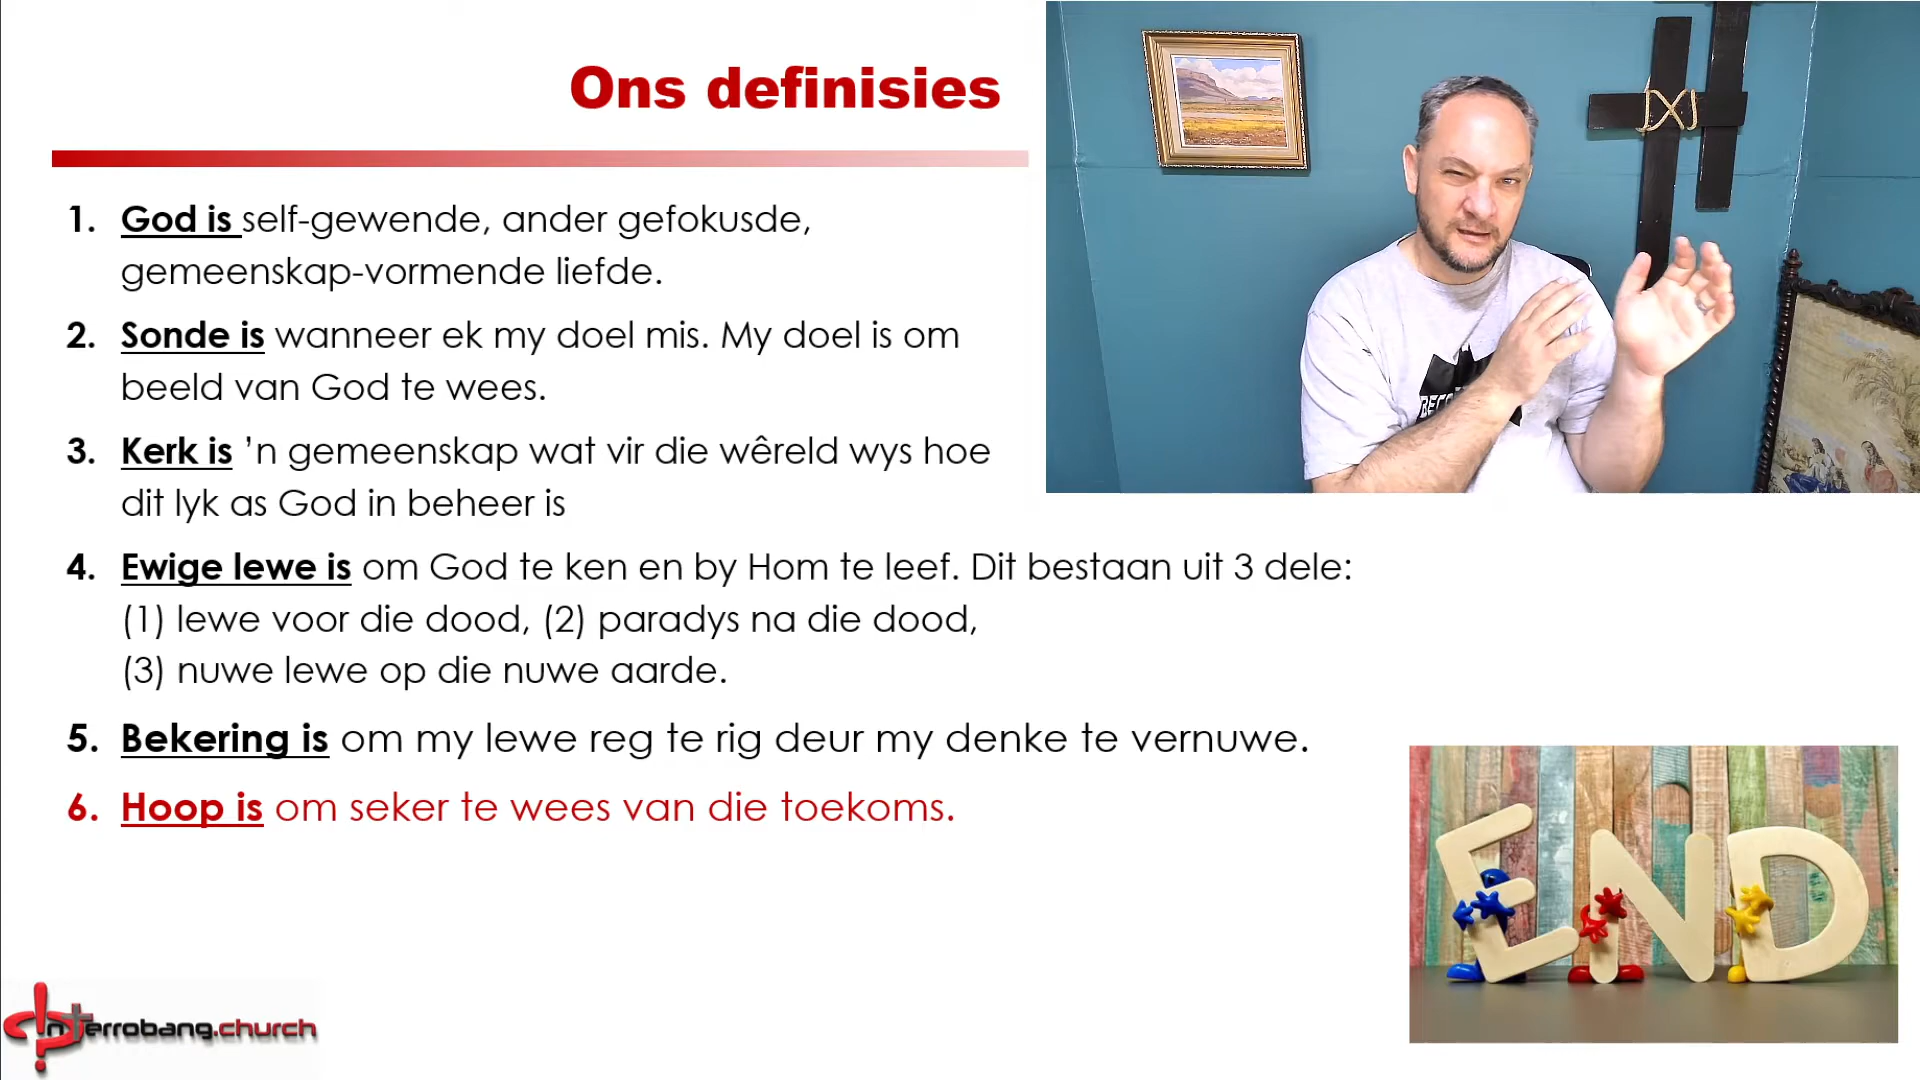 Ons definisies
1. God is self-gewende, ander gefokusde,
gemeenskap-vormende liefde.
2. Sonde is wanneer ek my doel mis. My doel is om
beeld van God te wees.
3. Kerk is ’n gemeenskap wat vir die wêreld wys hoe
dit lyk as God in beheer is
4. Ewige lewe is om God te ken en by Hom te leef. Dit bestaan uit 3 dele:
(1) lewe voor die dood, (2) paradys na die dood,
(3) nuwe lewe op die nuwe aarde.
5. Bekering is om my lewe reg te rig deur my denke te vernuwe.
6. Hoop is om seker te wees van die toekoms.
END
Interrobang.church